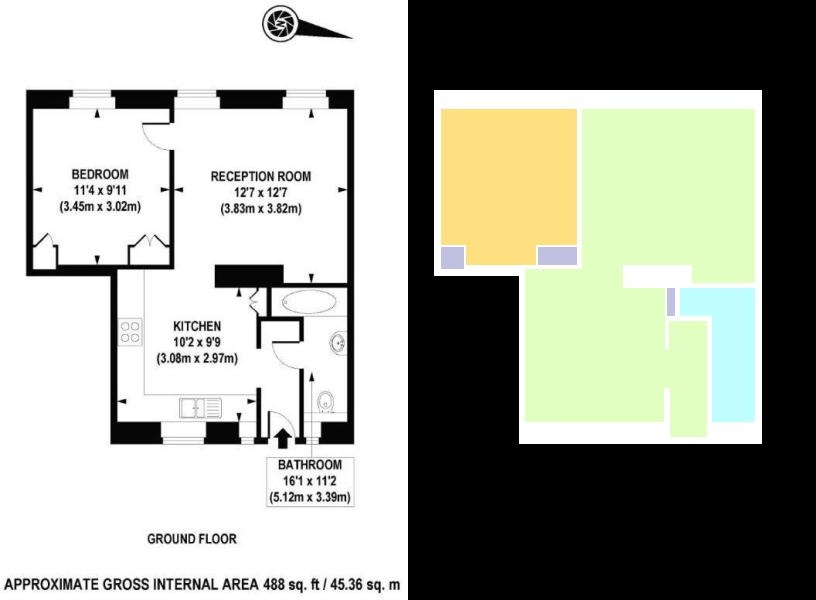 BEDROOM
11'4 x 9'11
(3.45m x 3.02m)
RECEPTION ROOM
12'7 x 12'7
(3.83m x 3.82m)
KITCHEN
10'2 x 9'9
(3.08m x 2.97m)
BATHROOM
16'1 x 11'2
(5.12m x 3.39m)
GROUND FLOOR
APPROXIMATE GROSS INTERNAL AREA 488 sq. ft / 45.36 sq. m